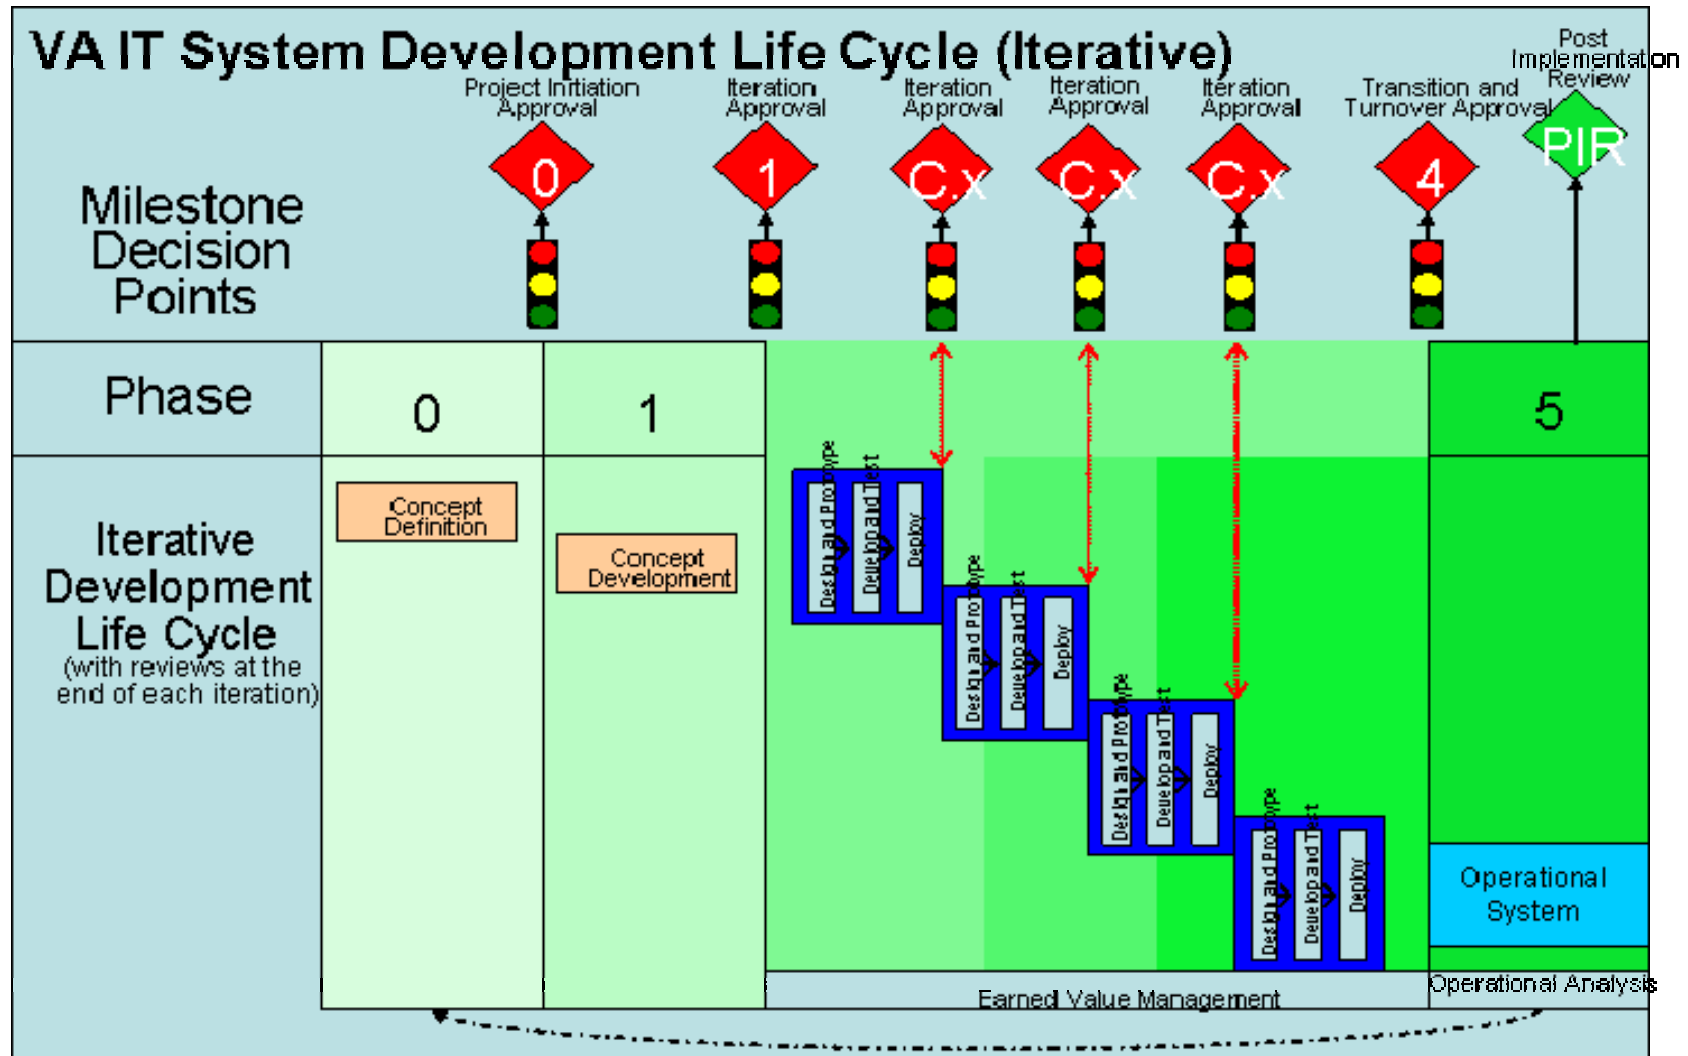 VA IT System Development Life Cycle (Iterative)
Project Initiation
Approval
Iteration
Approval
Iteration
Approval
Iteration
Approval
Iteration
Approval
Transition and
Turnover Approval
Post
Implementation
Review
0
1
C.x
C.x
C.x
4
PIR
Milestone
Decision
Points
Phase
0
1
5
Iterative
Development
Life Cycle
(with reviews at the
end of each iteration)
Concept
Definition
Concept
Development
Design and Prototype
Develop and Test
Deploy
Design and Prototype
Develop and Test
Deploy
Design and Prototype
Develop and Test
Deploy
Design and Prototype
Develop and Test
Deploy
Operational
System
Earned Value Management
Operational Analysis